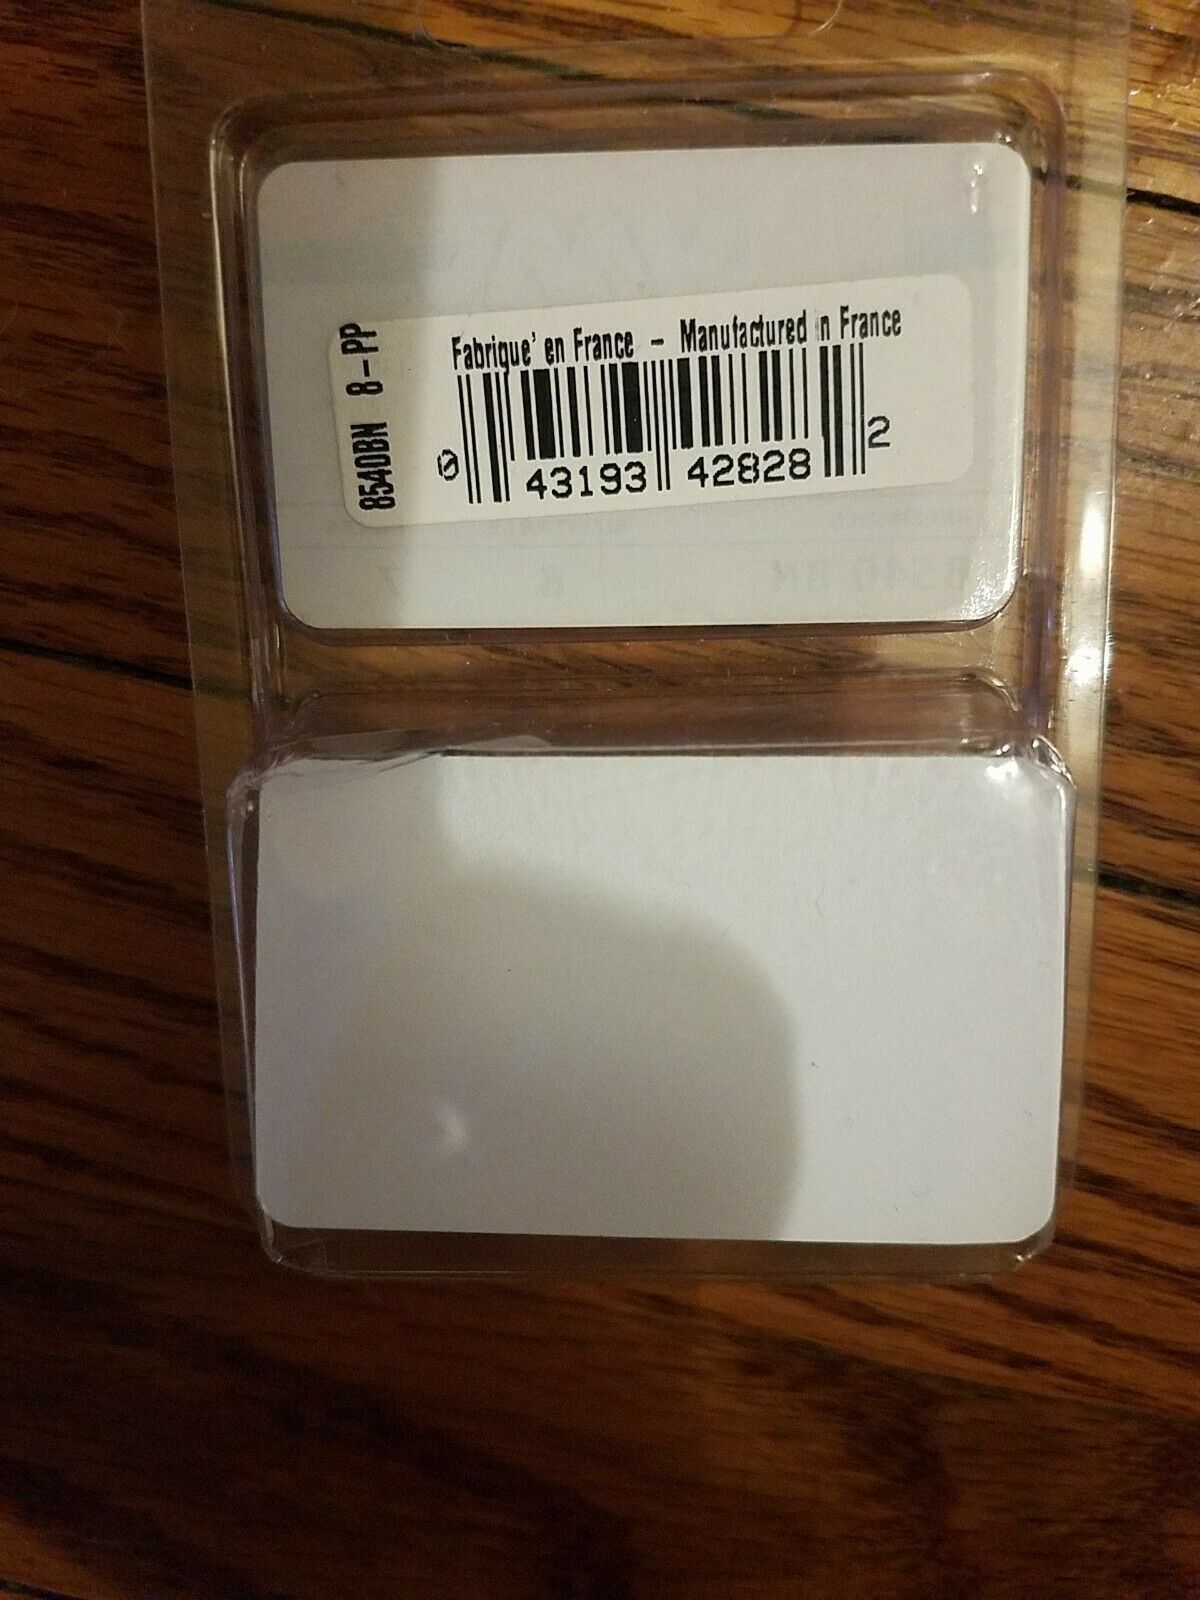 Fabrique' en France – Manufactured in France
8540BN 8-PP
0 43193 42828 2